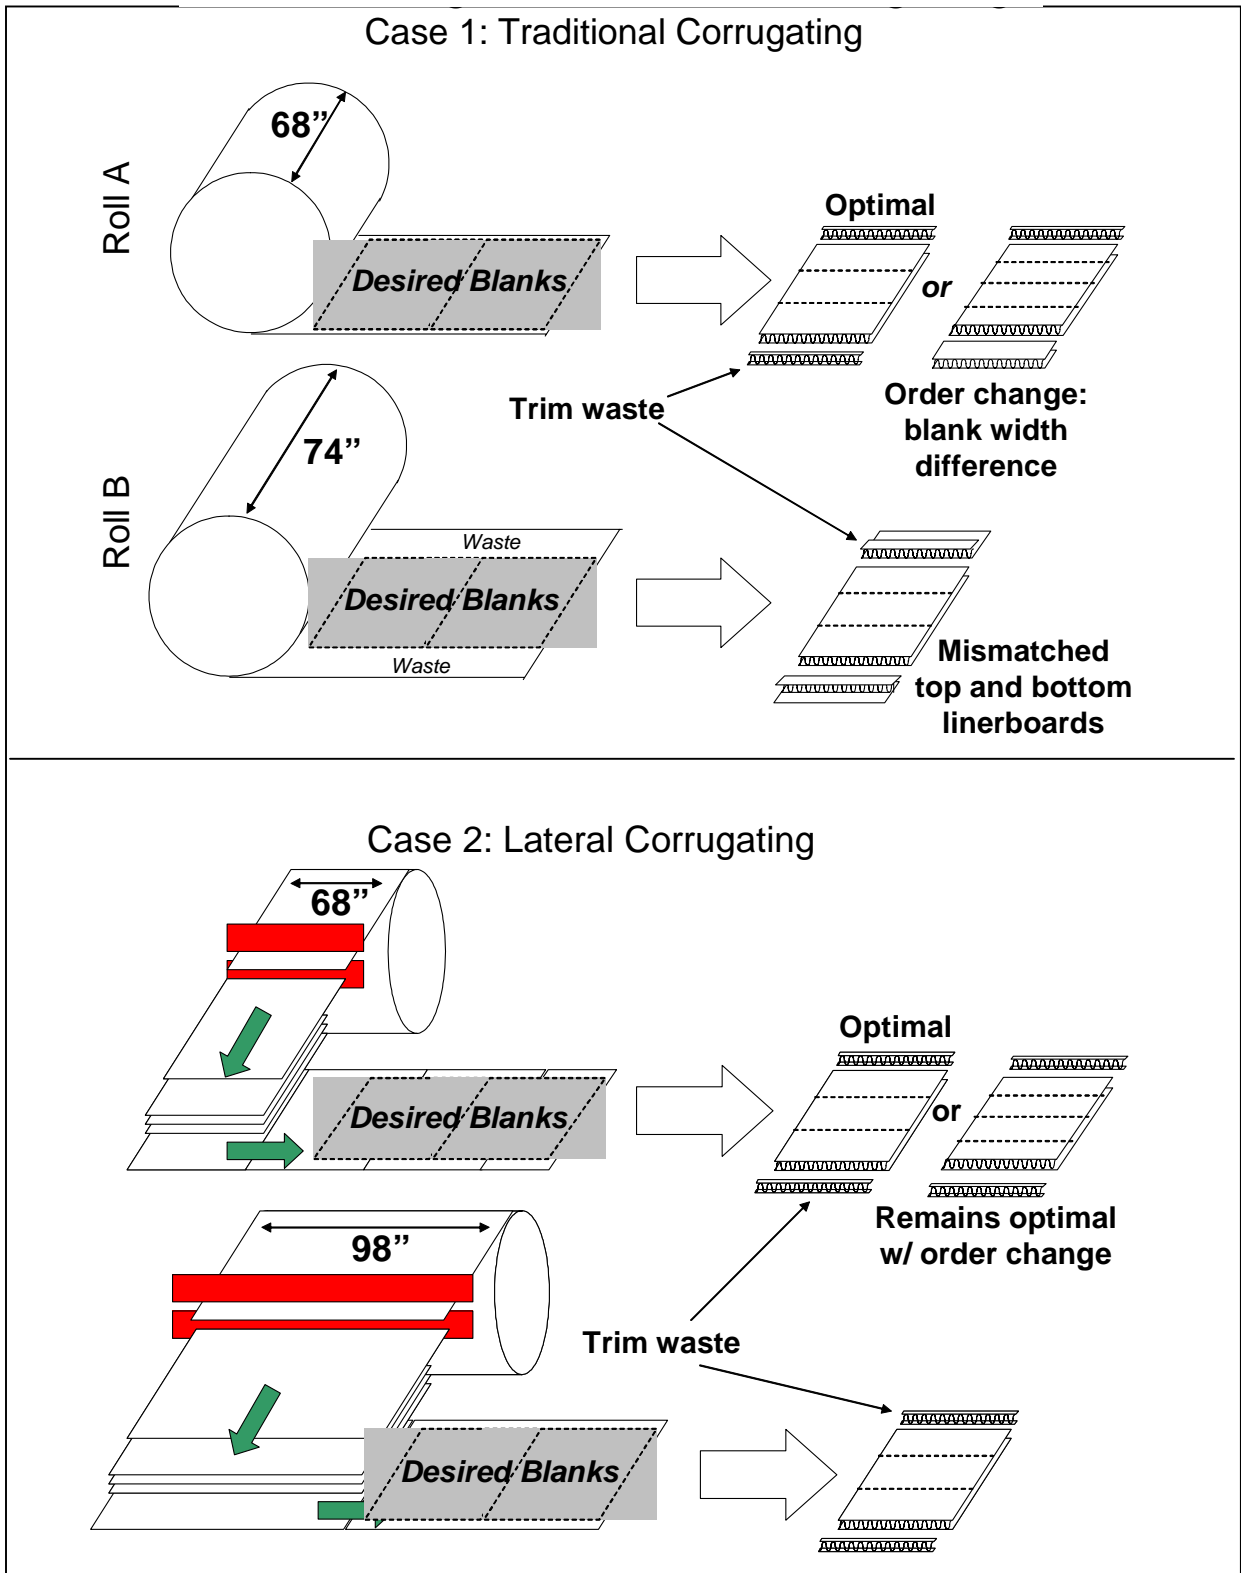 Case 1: Traditional Corrugating
68”
Roll A
Desired Blanks
Optimal
or
Trim waste
Order change:
blank width
difference
74”
Roll B
Waste
Desired Blanks
Waste
Mismatched
top and bottom
linerboards
Case 2: Lateral Corrugating
68”
Desired Blanks
Optimal
or
Remains optimal
w/ order change
98”
Trim waste
Desired Blanks